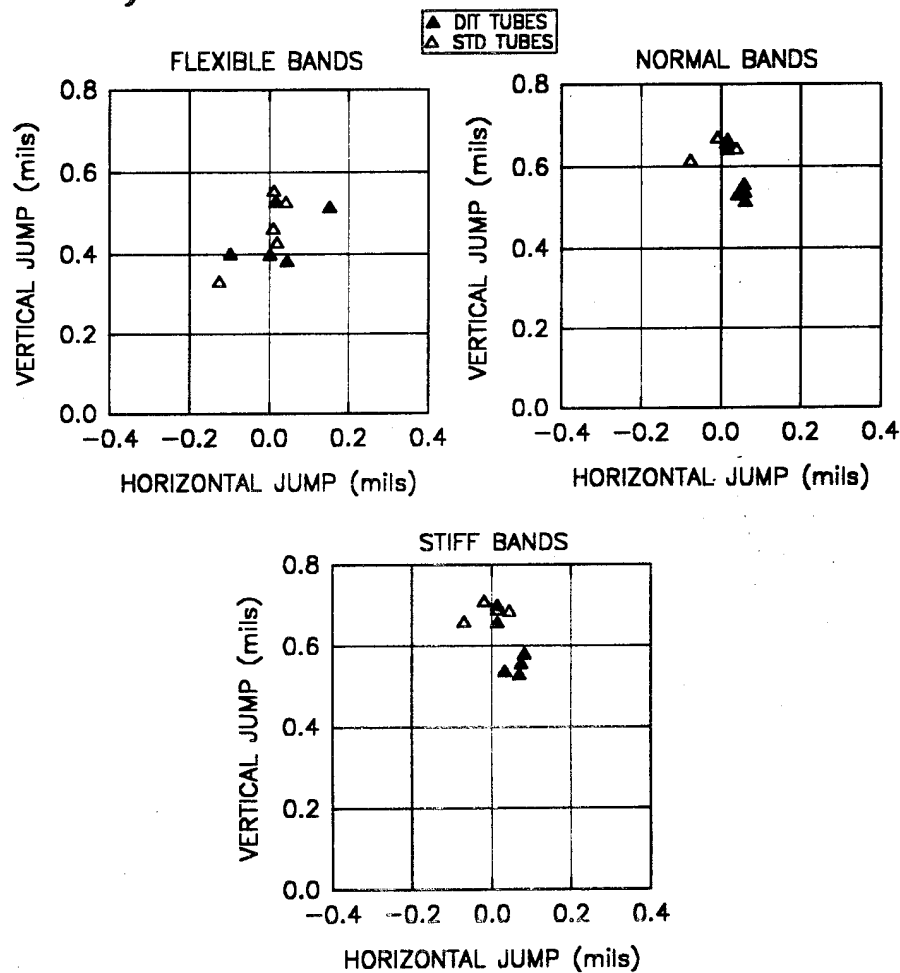 ▲ DIT TUBES
△ STD TUBES
FLEXIBLE BANDS
0.8
0.6
0.4
0.2
0.0
−0.4 −0.2 0.0 0.2 0.4
VERTICAL JUMP (mils)
HORIZONTAL JUMP (mils)
NORMAL BANDS
0.8
0.6
0.4
0.2
0.0
−0.4 −0.2 0.0 0.2 0.4
VERTICAL JUMP (mils)
HORIZONTAL JUMP (mils)
STIFF BANDS
0.8
0.6
0.4
0.2
0.0
−0.4 −0.2 0.0 0.2 0.4
VERTICAL JUMP (mils)
HORIZONTAL JUMP (mils)